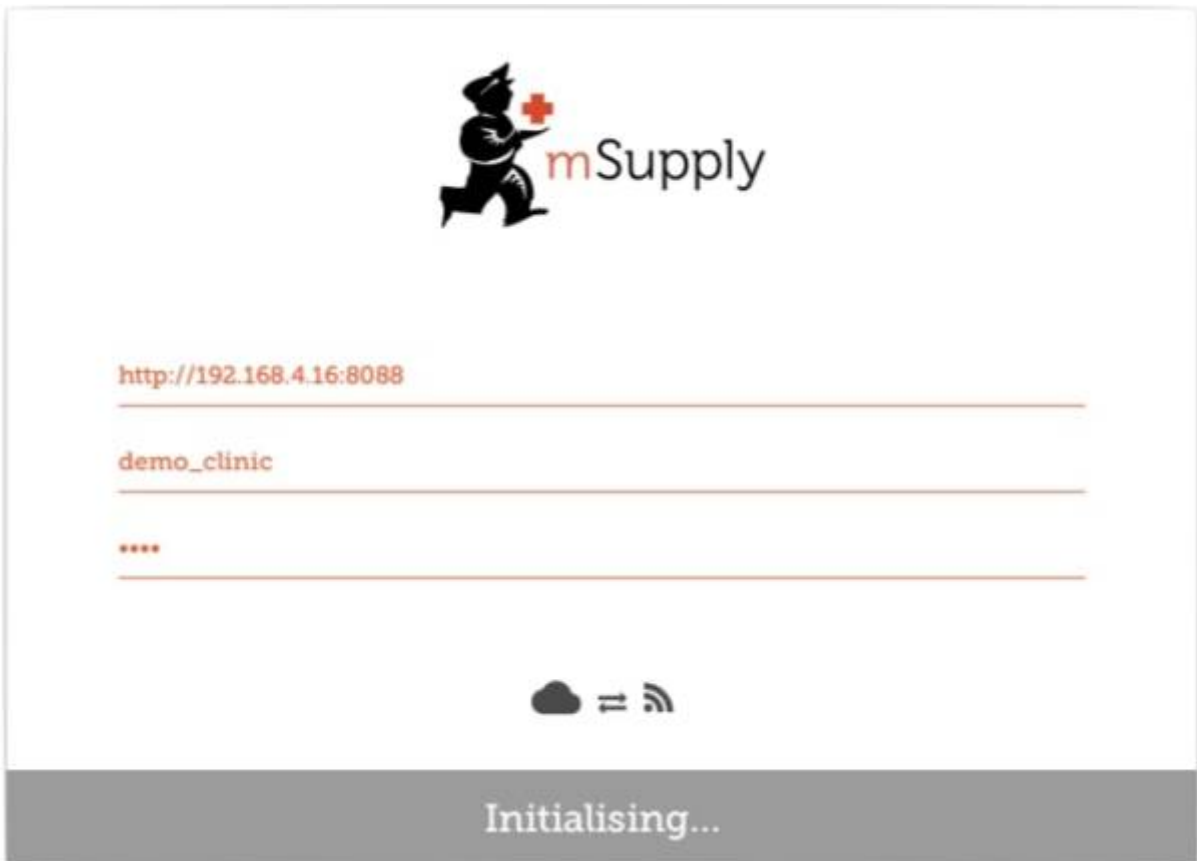 mSupply
http://192.168.4.16:8088
demo_clinic
••••
Initialising...